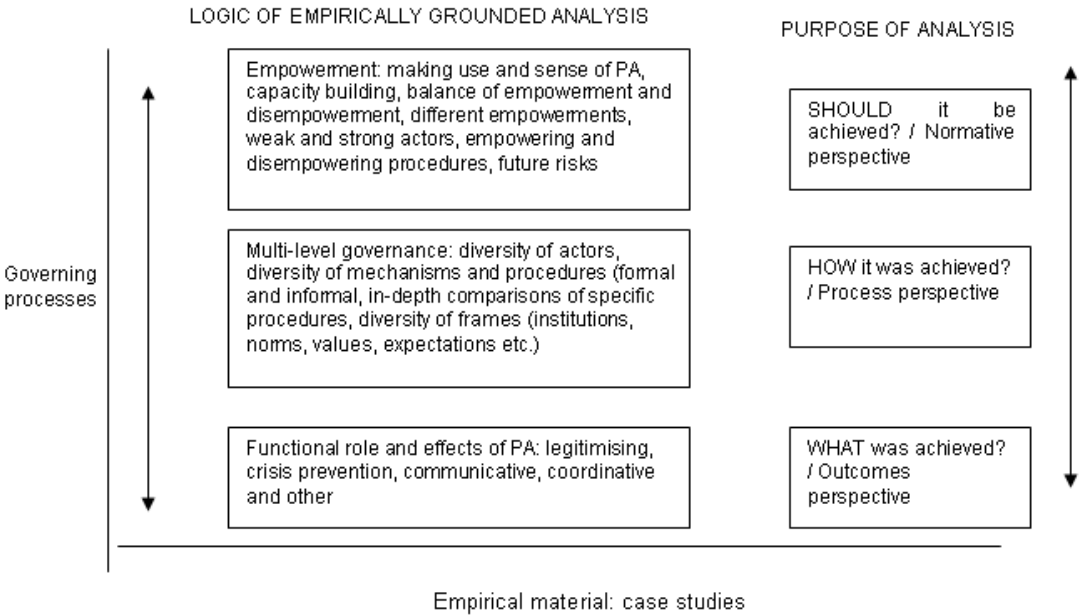 LOGIC OF EMPIRICALLY GROUNDED ANALYSIS
PURPOSE OF ANALYSIS
Empowerment: making use and sense of PA,
capacity building, balance of empowerment and
disempowerment, different empowerments,
weak and strong actors, empowering and
disempowering procedures, future risks
SHOULD it be
achieved? / Normative
perspective
Governing
processes
Multi-level governance: diversity of actors,
diversity of mechanisms and procedures (formal
and informal, in-depth comparisons of specific
procedures, diversity of frames (institutions,
norms, values, expectations etc.)
HOW it was achieved?
/ Process perspective
Functional role and effects of PA: legitimising,
crisis prevention, communicative, coordinative
and other
WHAT was achieved?
/ Outcomes
perspective
Empirical material: case studies